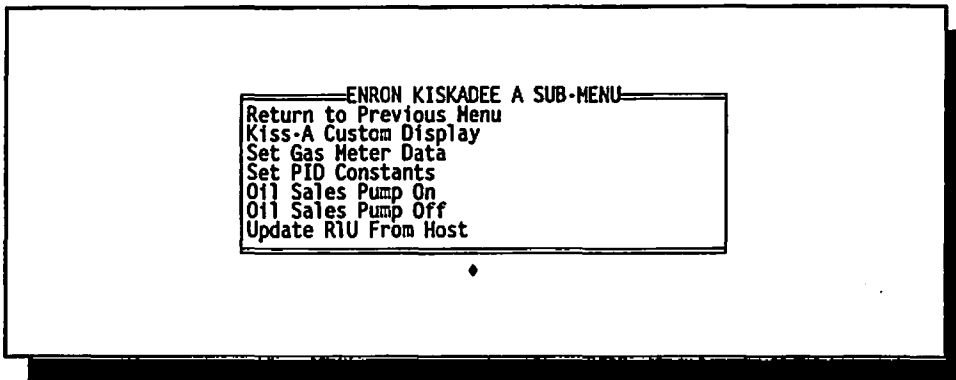 ENRON KISKADEE A SUB-MENU
Return to Previous Menu
Kiss-A Custom Display
Set Gas Meter Data
Set PID Constants
Oil Sales Pump On
Oil Sales Pump Off
Update RTU From Host